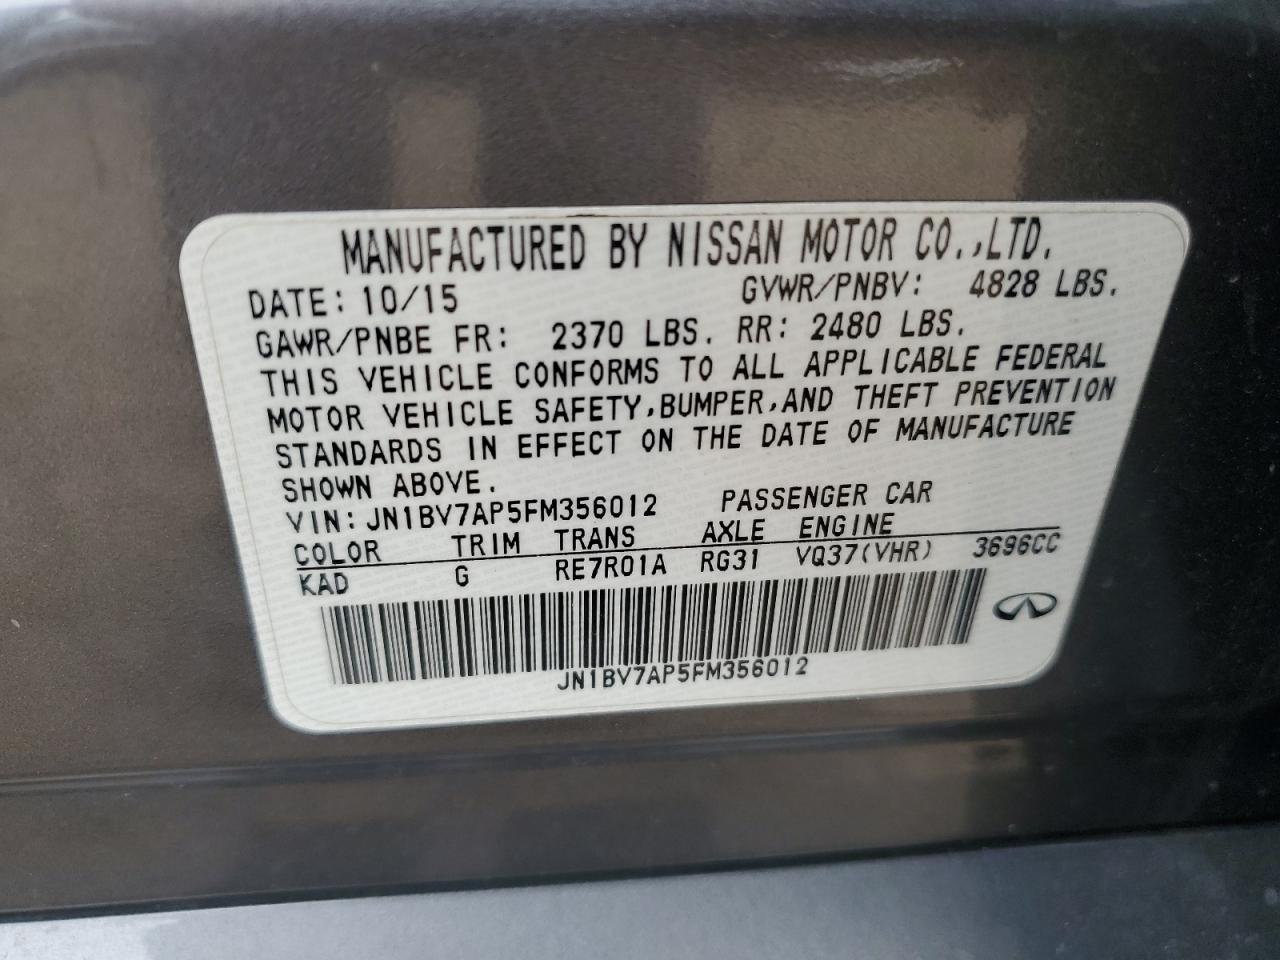 MANUFACTURED BY NISSAN MOTOR CO.,LTD.
DATE: 10/15 GVWR/PNBV: 4828 LBS.
GAWR/PNBE FR: 2370 LBS. RR: 2480 LBS.
THIS VEHICLE CONFORMS TO ALL APPLICABLE FEDERAL
MOTOR VEHICLE SAFETY,BUMPER,AND THEFT PREVENTION
STANDARDS IN EFFECT ON THE DATE OF MANUFACTURE
SHOWN ABOVE.
VIN: JN1BV7AP5FM356012 PASSENGER CAR
COLOR TRIM TRANS AXLE ENGINE
KAD G RE7R01A RG31 VQ37(VHR) 3696CC
JN1BV7AP5FM356012